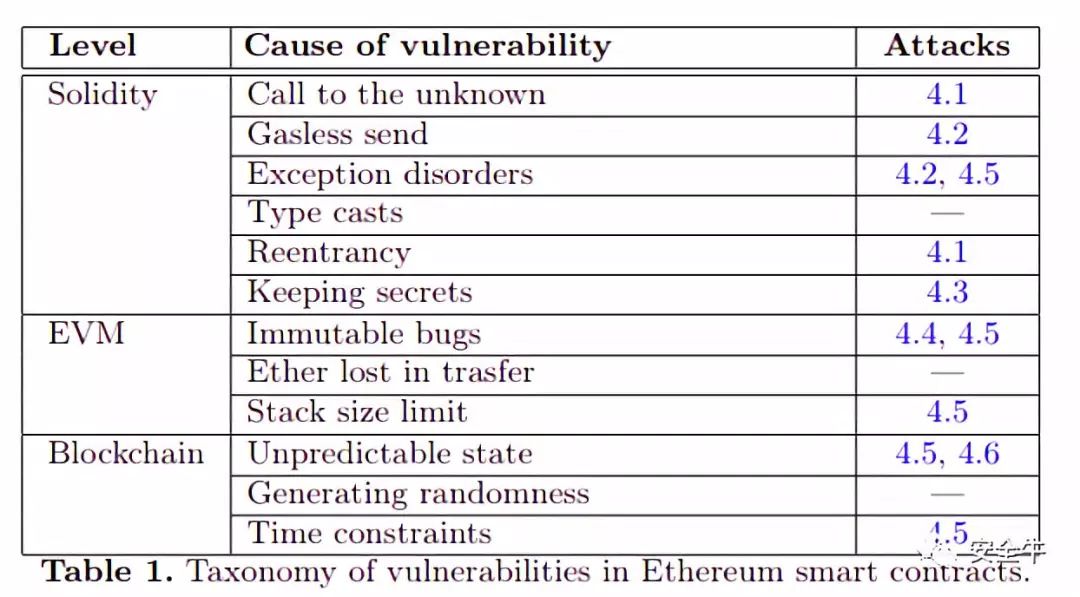 Level Cause of vulnerability Attacks
Solidity Call to the unknown 4.1
Gasless send 4.2
Exception disorders 4.2, 4.5
Type casts —
Reentrancy 4.1
Keeping secrets 4.3
EVM Immutable bugs 4.4, 4.5
Ether lost in trasfer —
Stack size limit 4.5
Blockchain Unpredictable state 4.5, 4.6
Generating randomness —
Time constraints 4.5
安全牛
Table 1. Taxonomy of vulnerabilities in Ethereum smart contracts.